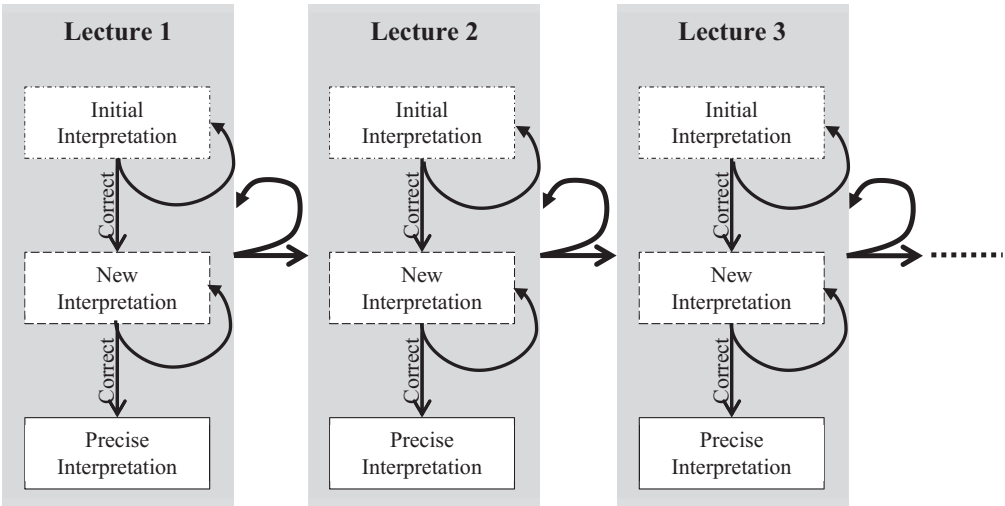 Lecture 1
Initial
Interpretation
Correct
New
Interpretation
Correct
Precise
Interpretation
Lecture 2
Initial
Interpretation
Correct
New
Interpretation
Correct
Precise
Interpretation
Lecture 3
Initial
Interpretation
Correct
New
Interpretation
Correct
Precise
Interpretation